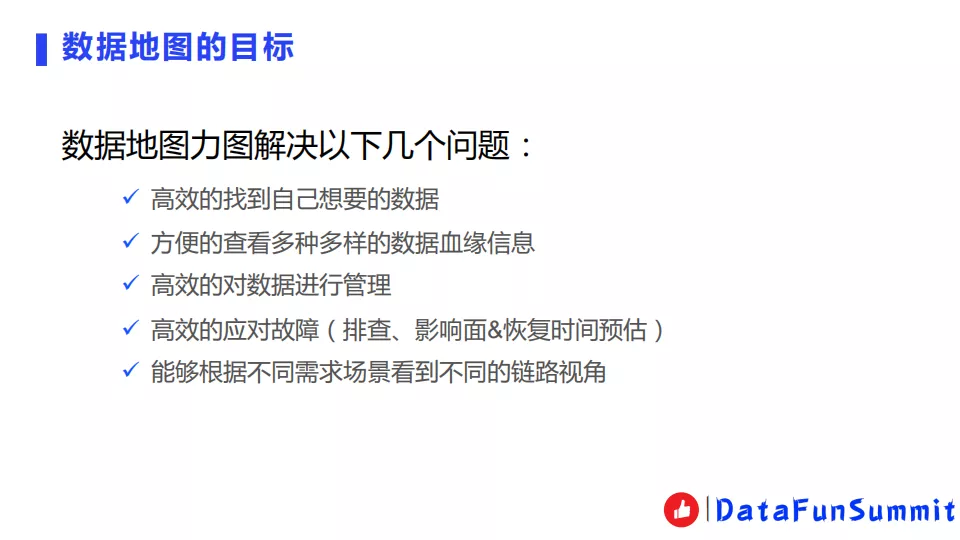 数据地图的目标
数据地图力图解决以下几个问题：
高效的找到自己想要的数据
方便的查看多种多样的数据血缘信息
高效的对数据进行管理
高效的应对故障（排查、影响面&恢复时间预估）
能够根据不同需求场景看到不同的链路视角
DataFunSummit